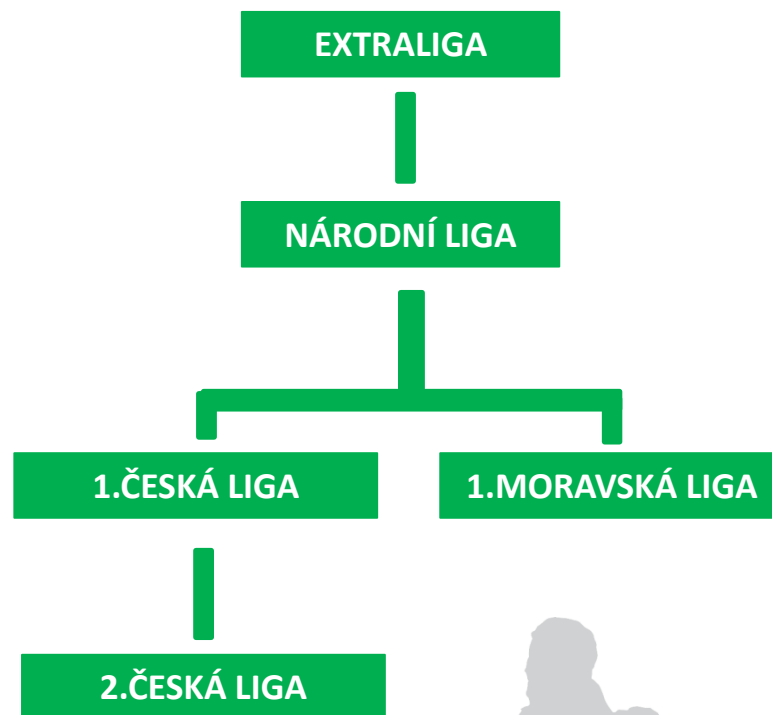 EXTRALIGA
NÁRODNÍ LIGA
1.ČESKÁ LIGA
1.MORAVSKÁ LIGA
2.ČESKÁ LIGA